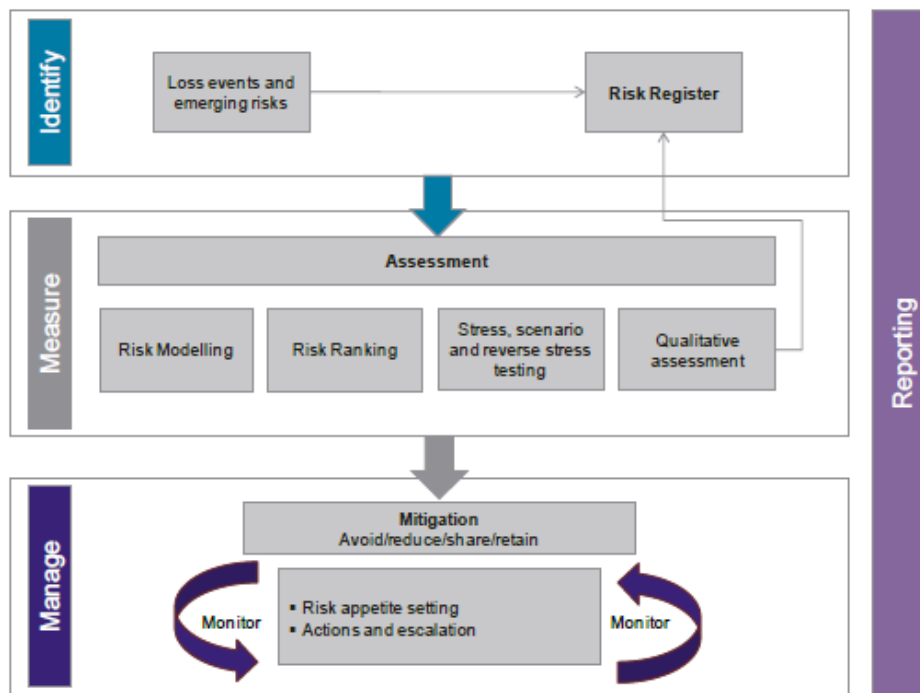 Identify
Loss events and
emerging risks
Risk Register
Measure
Assessment
Risk Modelling
Risk Ranking
Stress, scenario
and reverse stress
testing
Qualitative
assessment
Manage
Mitigation
Avoid/reduce/share/retain
Monitor
▪ Risk appetite setting
▪ Actions and escalation
Monitor
Reporting